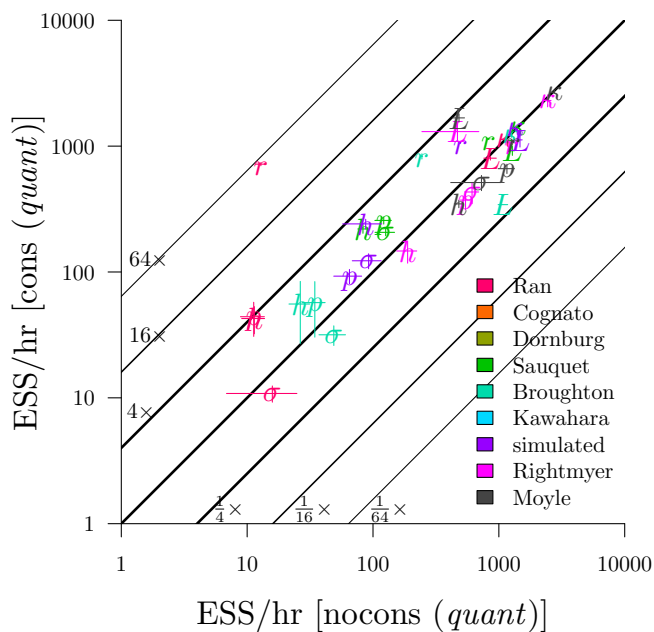 10000
1000
100
10
1
ESS/hr [cons (quant)]
64×
16×
4×
1/4 ×
1/16 ×
1/64 ×
Ran
Cognato
Dornburg
Sauquet
Broughton
Kawahara
simulated
Rightmyer
Moyle
1 10 100 1000 10000
ESS/hr [nocons (quant)]